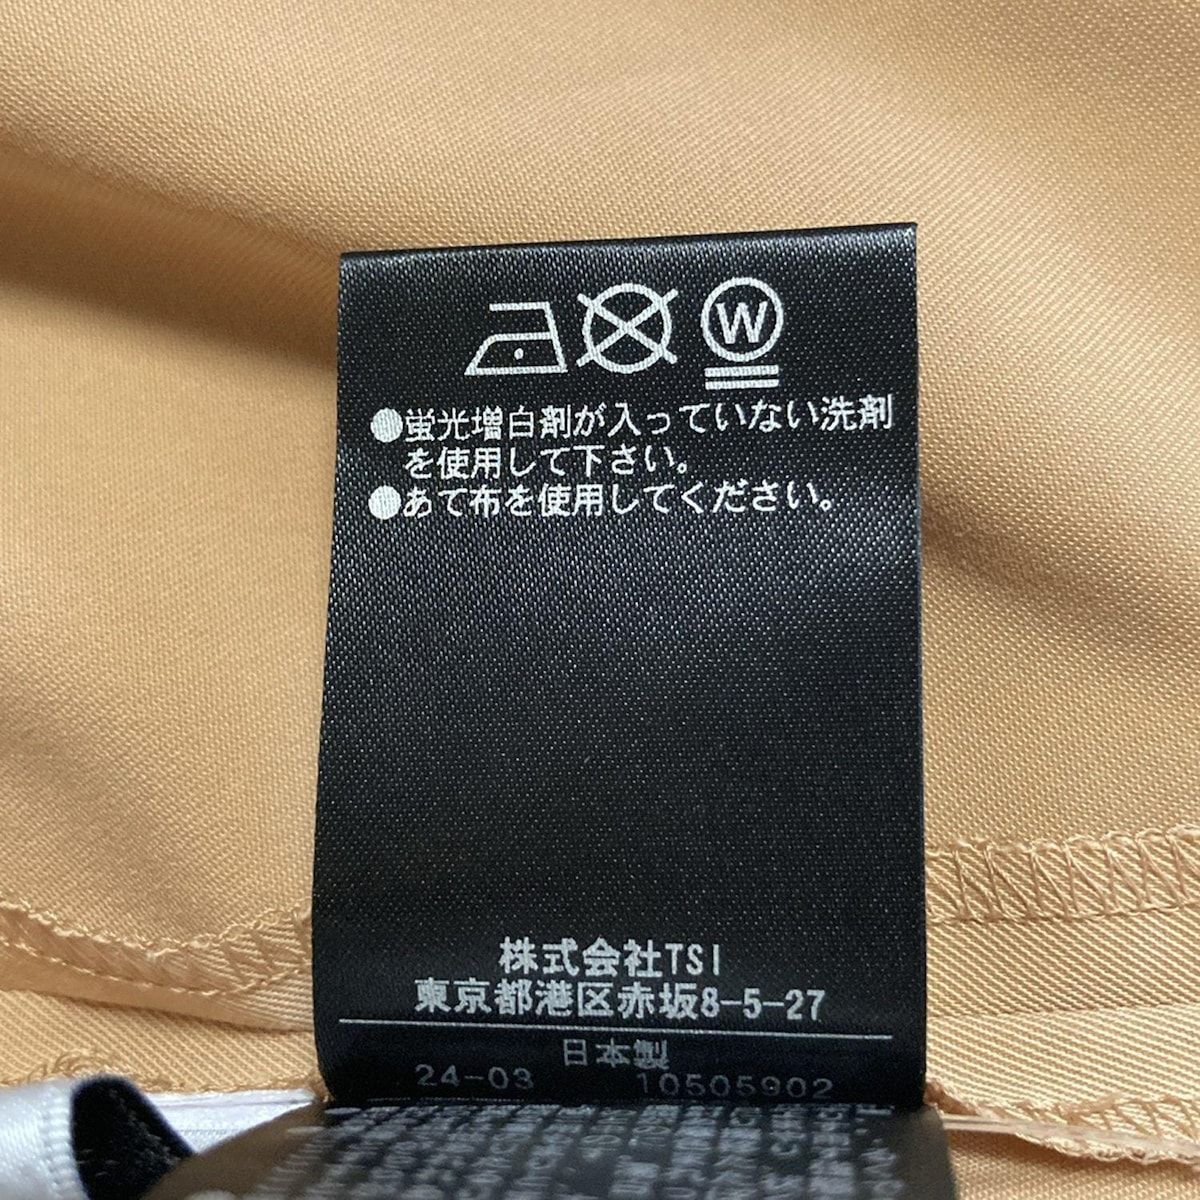 W
●蛍光増白剤が入っていない洗剤
を使用して下さい。
●あて布を使用してください。
株式会社TSI
東京都港区赤坂8-5-27
日本製
24-03 10505902